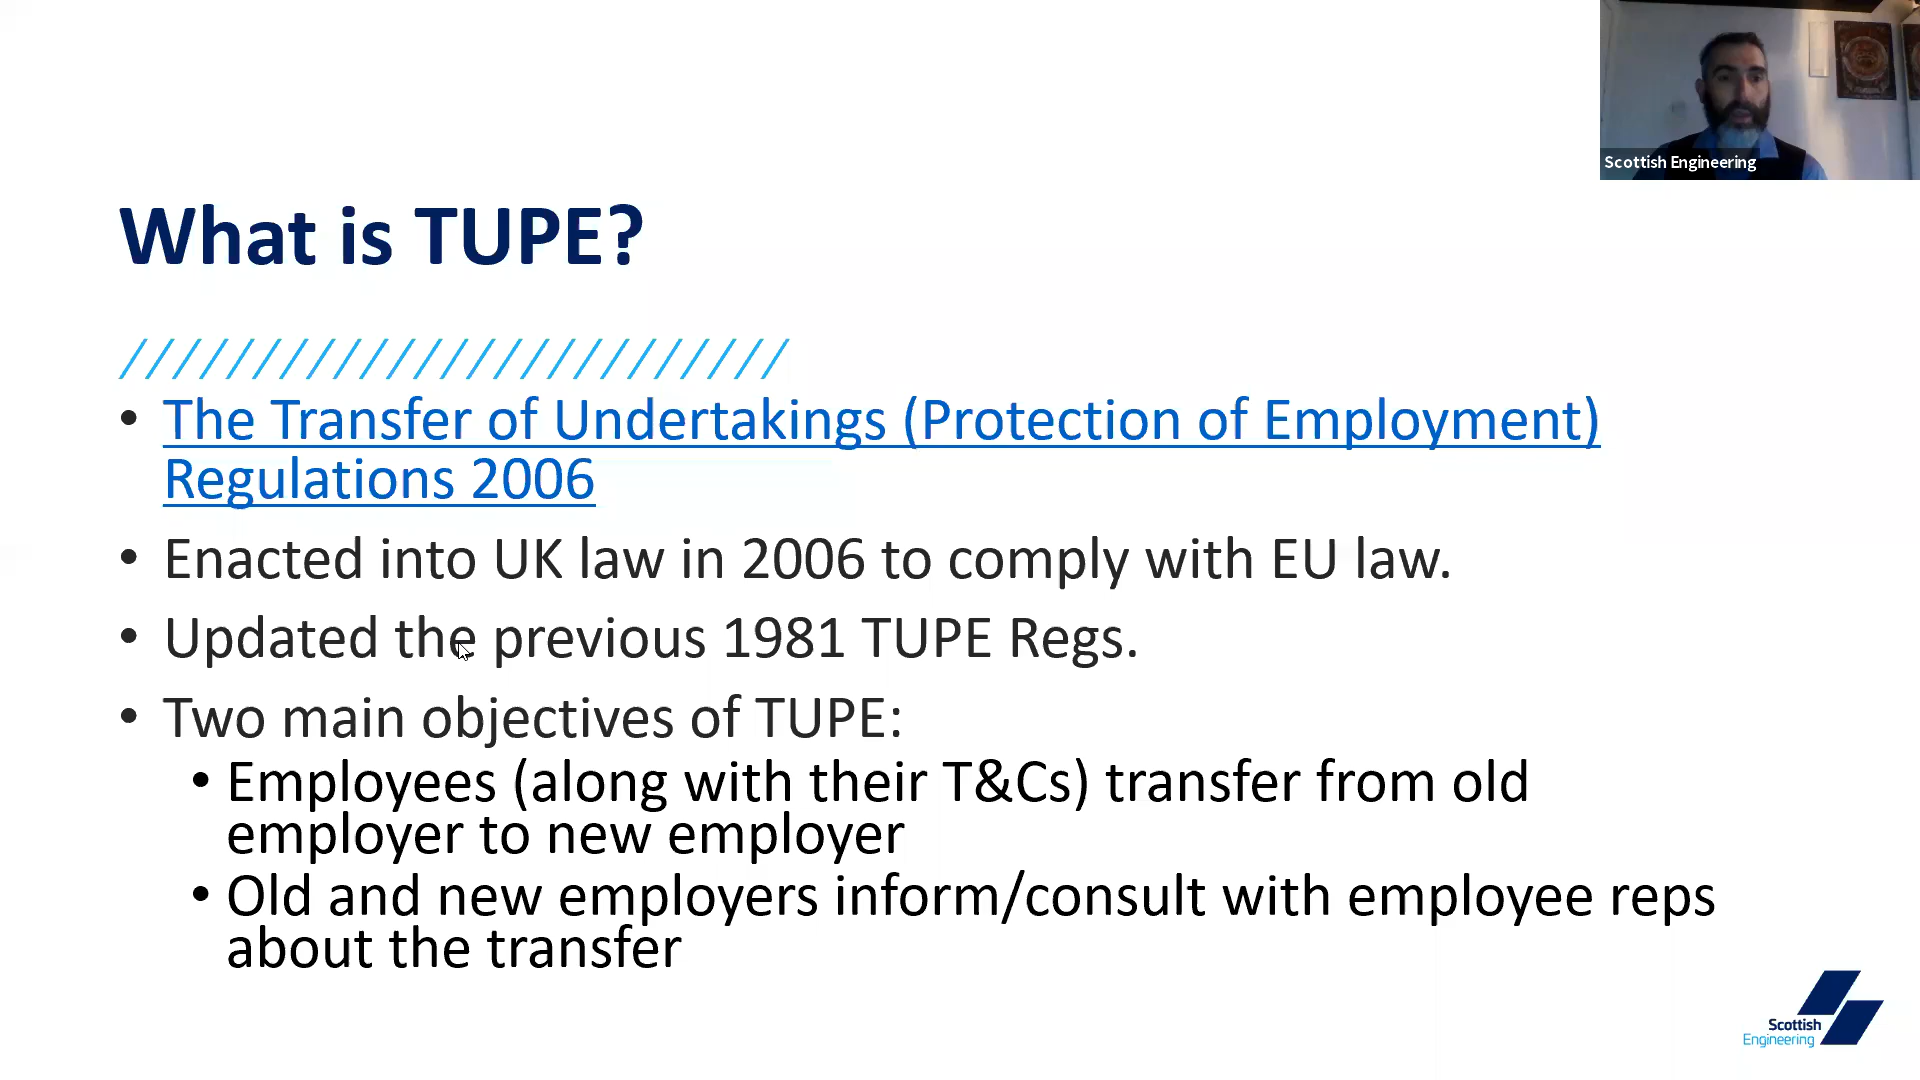 Scottish Engineering
What is TUPE?
• The Transfer of Undertakings (Protection of Employment)
Regulations 2006
• Enacted into UK law in 2006 to comply with EU law.
• Updated the previous 1981 TUPE Regs.
• Two main objectives of TUPE:
• Employees (along with their T&Cs) transfer from old
employer to new employer
• Old and new employers inform/consult with employee reps
about the transfer
Scottish
Engineering